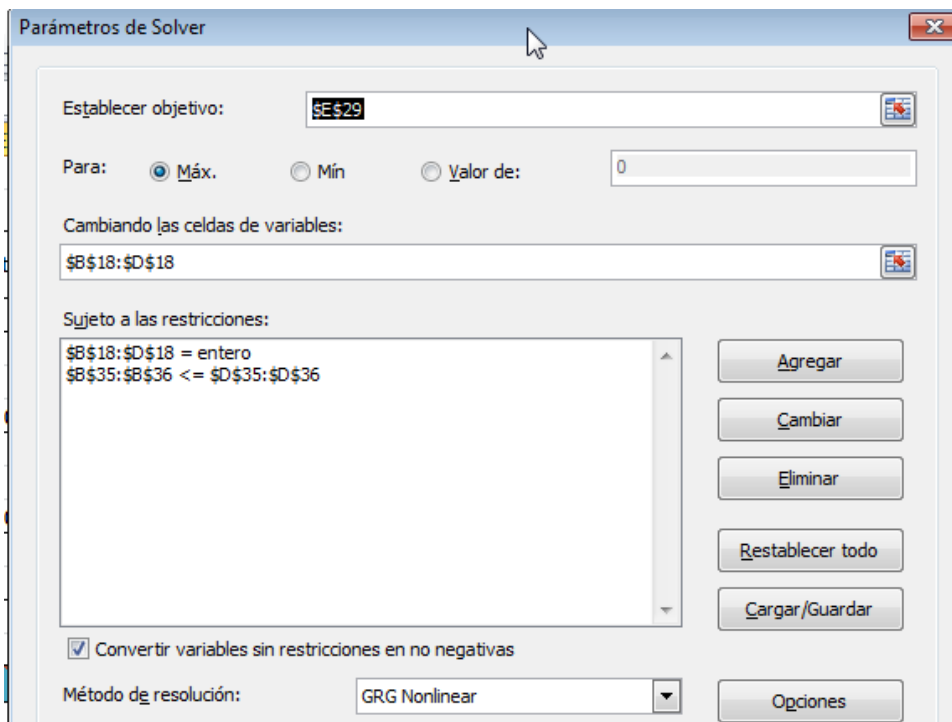 Parámetros de Solver
Establecer objetivo: $E$29
Para: Máx. Mín Valor de: 0
Cambiando las celdas de variables:
$B$18:$D$18
Sujeto a las restricciones:
$B$18:$D$18 = entero
$B$35:$B$36 <= $D$35:$D$36
Agregar
Cambiar
Eliminar
Restablecer todo
Cargar/Guardar
Convertir variables sin restricciones en no negativas
Método de resolución: GRG Nonlinear Opciones